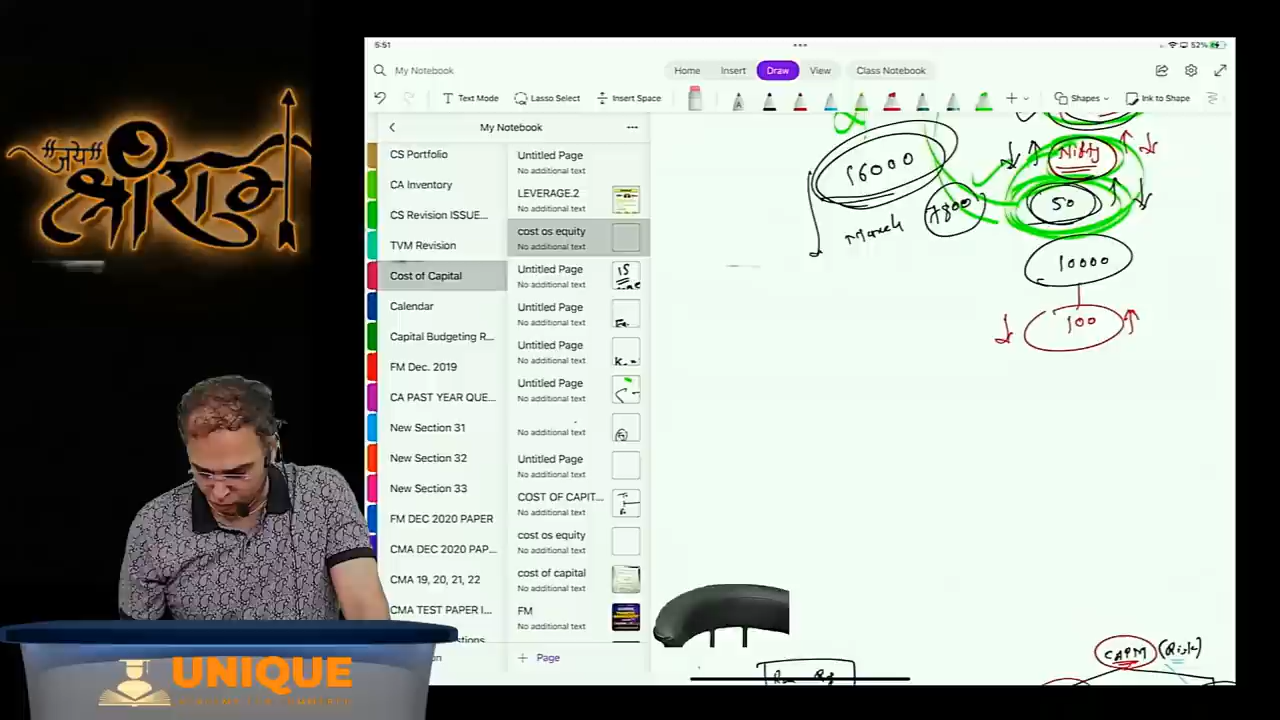 "जय"
श्री राम
5:51
52%
My Notebook
Home Insert Draw View Class Notebook
Text Mode Lasso Select Insert Space Shapes Ink to Shape
My Notebook
CS Portfolio
CA Inventory
CS Revision ISSUE...
TVM Revision
Cost of Capital
Calendar
Capital Budgeting R...
FM Dec. 2019
CA PAST YEAR QUE...
New Section 31
New Section 32
New Section 33
FM DEC 2020 PAPER
CMA DEC 2020 PAP...
CMA 19, 20, 21, 22
CMA TEST PAPER I...
Untitled Page
No additional text
LEVERAGE.2
No additional text
cost os equity
No additional text
Untitled Page
No additional text
Untitled Page
No additional text
Untitled Page
No additional text
Untitled Page
No additional text
No additional text
Untitled Page
No additional text
COST OF CAPIT...
No additional text
cost os equity
No additional text
cost of capital
No additional text
FM
No additional text
+ Page
16000
March
Nifty
50
10000
100
CAPM (Risk)
UNIQUE